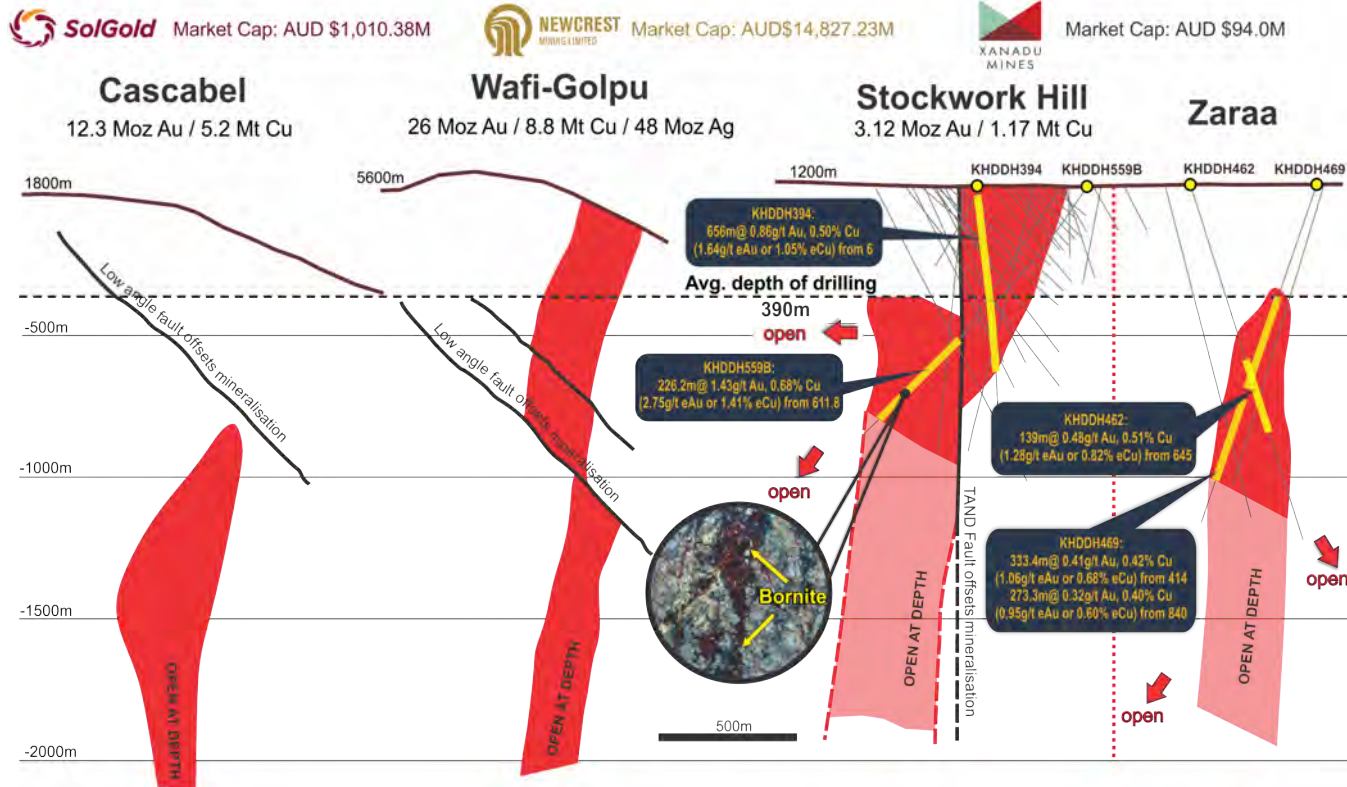 SolGold Market Cap: AUD $1,010.38M
NEWCREST
MINING LIMITED
Market Cap: AUD$14,827.23M
XANADU
MINES
Market Cap: AUD $94.0M
Cascabel
12.3 Moz Au / 5.2 Mt Cu
Wafi-Golpu
26 Moz Au / 8.8 Mt Cu / 48 Moz Ag
Stockwork Hill
3.12 Moz Au / 1.17 Mt Cu
Zaraa
1800m
5600m
1200m
KHDDH394
KHDDH559B
KHDDH462
KHDDH469
KHDDH394:
656m@ 0.86g/t Au, 0.50% Cu
(1.64g/t eAu or 1.05% eCu) from 6
Avg. depth of drilling
390m
open
-500m
Low angle fault offsets mineralisation
Low angle fault offsets mineralisation
KHDDH559B:
226.2m@ 1.43g/t Au, 0.68% Cu
(2.75g/t eAu or 1.41% eCu) from 611.8
KHDDH462:
139m@ 0.48g/t Au, 0.51% Cu
(1.28g/t eAu or 0.82% eCu) from 645
-1000m
open
TAND Fault offsets mineralisation
KHDDH469:
333.4m@ 0.41g/t Au, 0.42% Cu
(1.06g/t eAu or 0.68% eCu) from 414
273.3m@ 0.32g/t Au, 0.40% Cu
(0.95g/t eAu or 0.60% eCu) from 840
open
Bornite
-1500m
OPEN AT DEPTH
OPEN AT DEPTH
OPEN AT DEPTH
OPEN AT DEPTH
open
500m
-2000m